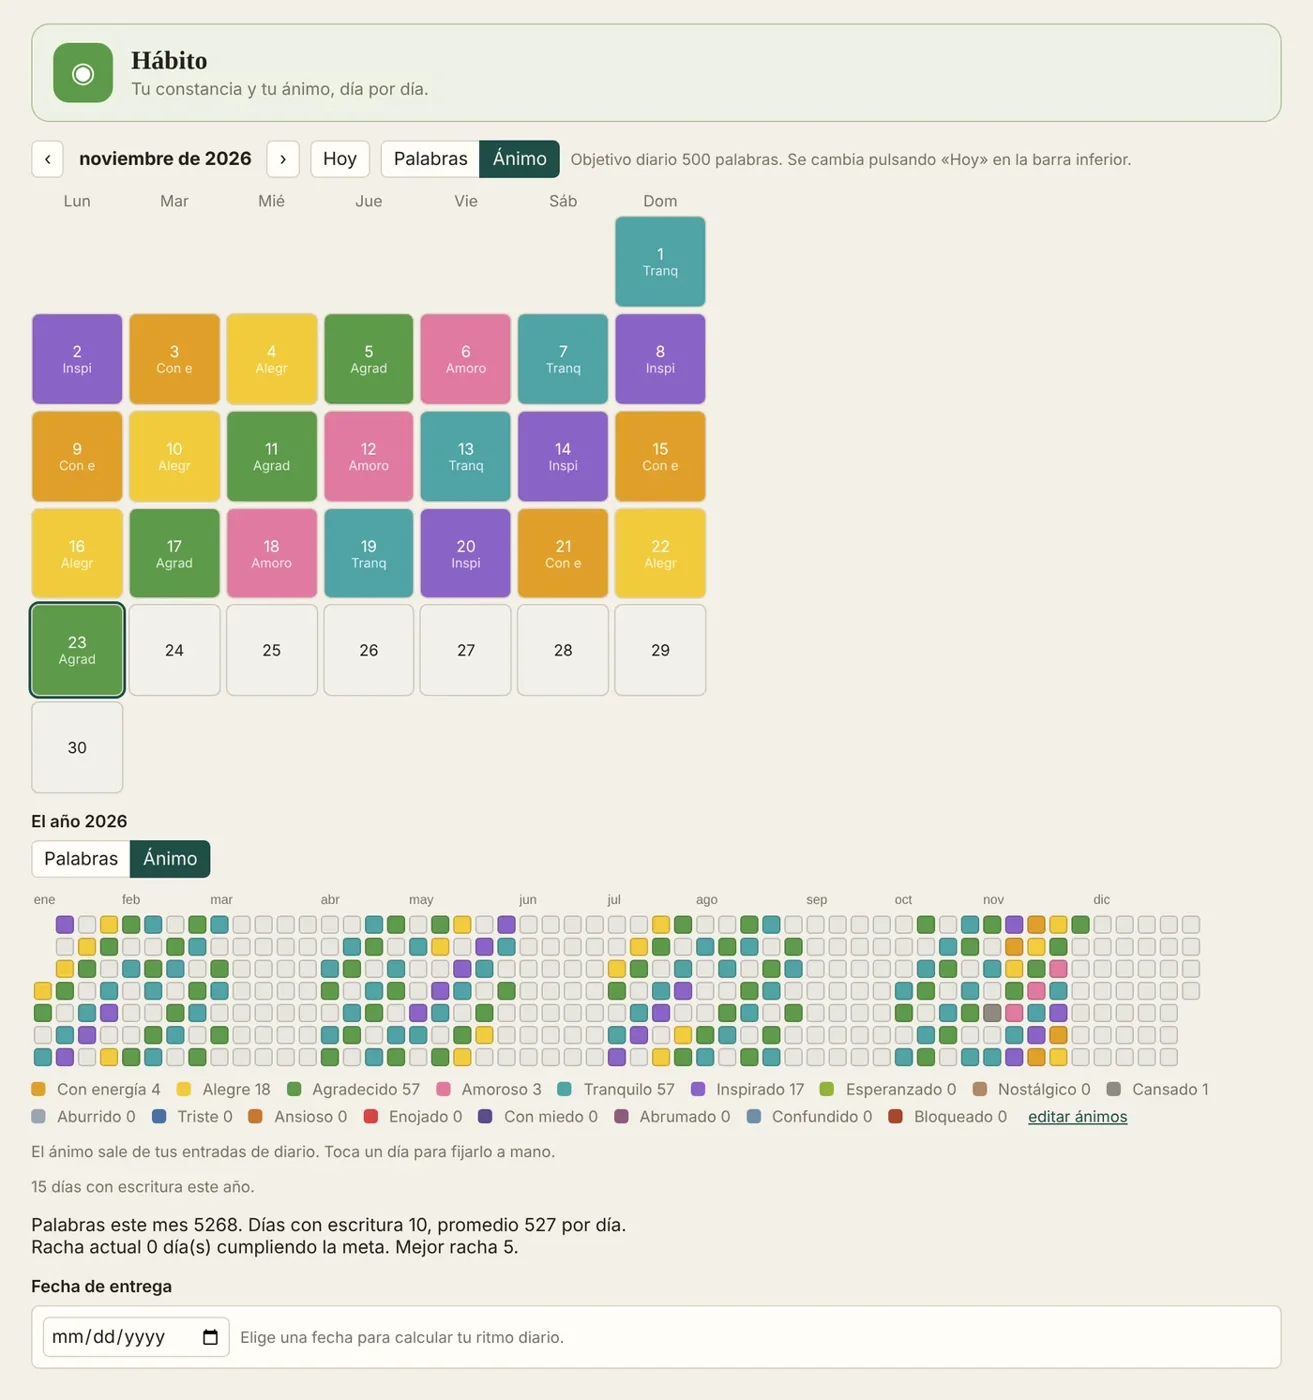 Hábito
Tu constancia y tu ánimo, día por día.
‹ noviembre de 2026 › Hoy Palabras Ánimo Objetivo diario 500 palabras. Se cambia pulsando «Hoy» en la barra inferior.
Lun Mar Mié Jue Vie Sáb Dom
1
Tranq
2 3 4 5 6 7 8
Inspi Con e Alegr Agrad Amoro Tranq Inspi
9 10 11 12 13 14 15
Con e Alegr Agrad Amoro Tranq Inspi Con e
16 17 18 19 20 21 22
Alegr Agrad Amoro Tranq Inspi Con e Alegr
23 24 25 26 27 28 29
Agrad
30
El año 2026
Palabras Ánimo
ene feb mar abr may jun jul ago sep oct nov dic
Con energía 4 Alegre 18 Agradecido 57 Amoroso 3 Tranquilo 57 Inspirado 17 Esperanzado 0 Nostálgico 0 Cansado 1
Aburrido 0 Triste 0 Ansioso 0 Enojado 0 Con miedo 0 Abrumado 0 Confundido 0 Bloqueado 0 editar ánimos
El ánimo sale de tus entradas de diario. Toca un día para fijarlo a mano.
15 días con escritura este año.
Palabras este mes 5268. Días con escritura 10, promedio 527 por día.
Racha actual 0 día(s) cumpliendo la meta. Mejor racha 5.
Fecha de entrega
mm/dd/yyyy Elige una fecha para calcular tu ritmo diario.